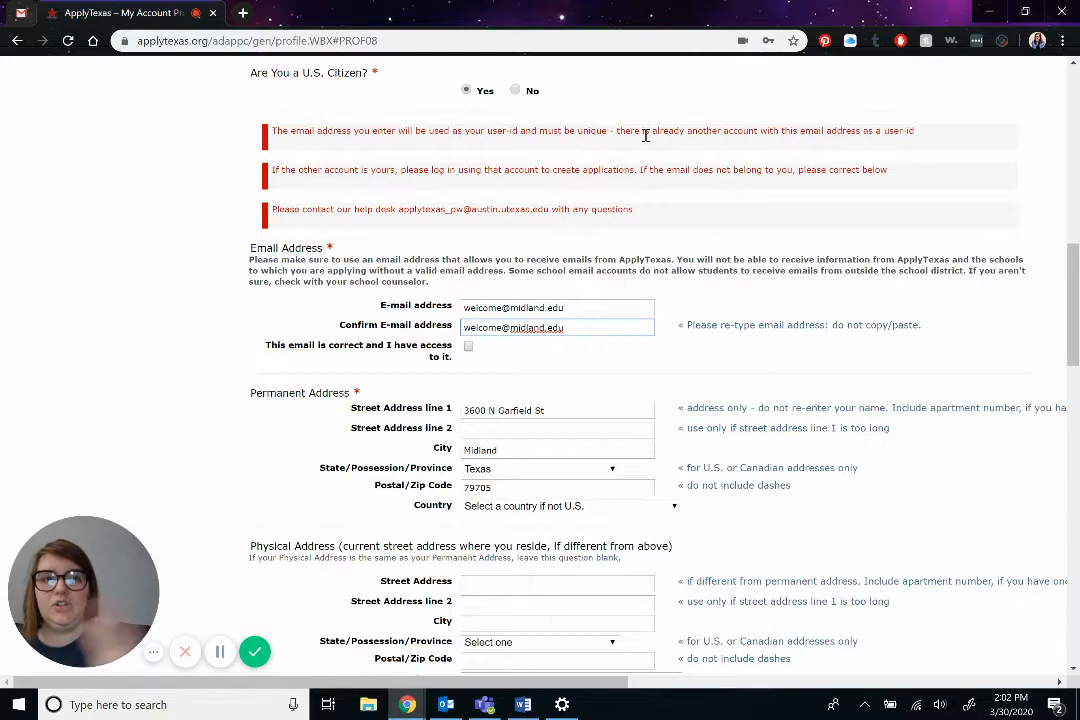 ApplyTexas – My Account Pr
applytexas.org/adappc/gen/profile.WBX#PROF08
Are You a U.S. Citizen? *
Yes No
The email address you enter will be used as your user-id and must be unique - there is already another account with this email address as a user-id
If the other account is yours, please log in using that account to create applications. If the email does not belong to you, please correct below
Please contact our help desk applytexas_pw@austin.utexas.edu with any questions
Email Address *
Please make sure to use an email address that allows you to receive emails from ApplyTexas. You will not be able to receive information from ApplyTexas and the schools
to which you are applying without a valid email address. Some school email accounts do not allow students to receive emails from outside the school district. If you aren't
sure, check with your school counselor.
E-mail address welcome@midland.edu
Confirm E-mail address welcome@midland.edu « Please re-type email address: do not copy/paste.
This email is correct and I have access
to it.
Permanent Address *
Street Address line 1 3600 N Garfield St « address only - do not re-enter your name. Include apartment number, if you ha
Street Address line 2 « use only if street address line 1 is too long
City Midland
State/Possession/Province Texas « for U.S. or Canadian addresses only
Postal/Zip Code 79705 « do not include dashes
Country Select a country if not U.S.
Physical Address (current street address where you reside, if different from above)
If your Physical Address is the same as your Permanent Address, leave this question blank.
Street Address « if different from permanent address. Include apartment number, if you have one
Street Address line 2 « use only if street address line 1 is too long
City
State/Possession/Province Select one « for U.S. or Canadian addresses only
Postal/Zip Code « do not include dashes
Type here to search
2:02 PM
3/30/2020
2